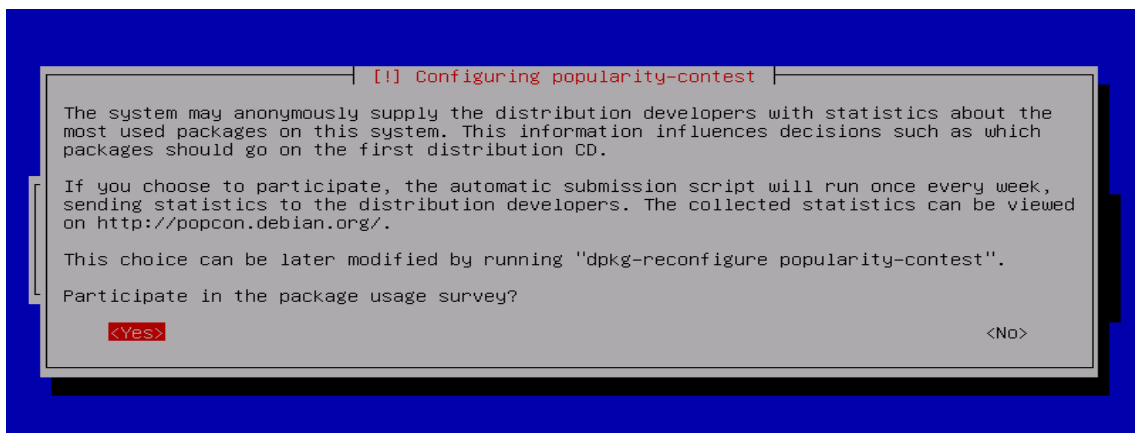 [!] Configuring popularity-contest
The system may anonymously supply the distribution developers with statistics about the
most used packages on this system. This information influences decisions such as which
packages should go on the first distribution CD.
If you choose to participate, the automatic submission script will run once every week,
sending statistics to the distribution developers. The collected statistics can be viewed
on http://popcon.debian.org/.
This choice can be later modified by running "dpkg-reconfigure popularity-contest".
Participate in the package usage survey?
<Yes> <No>